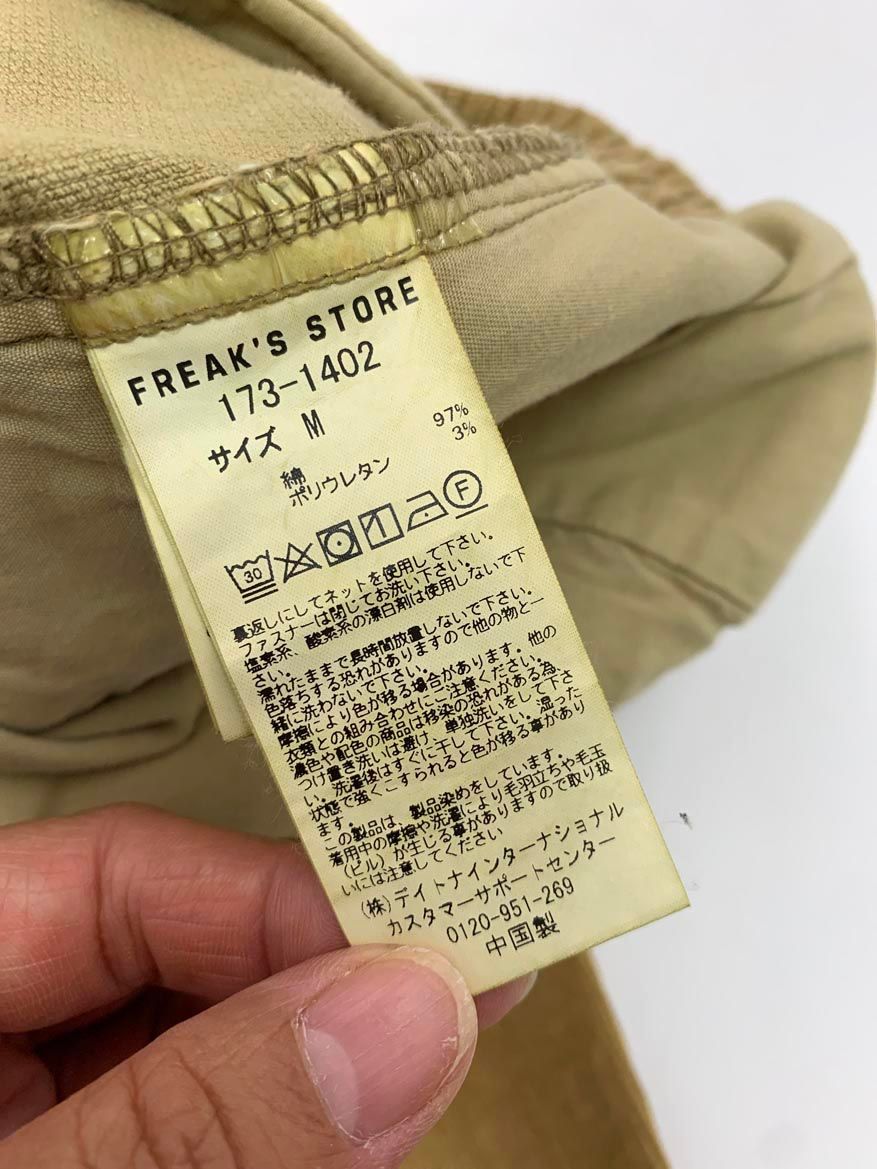 FREAK'S STORE
173-1402
サイズ M
綿 97%
ポリウレタン 3%
30
F
裏返しにしてネットを使用して下さい。
ファスナーは閉じてお洗い下さい。
塩素系、酸素系の漂白剤は使用しないで下
さい。
濡れたままで長時間放置しないで下さい。
色落ちする恐れがありますので他の物と一
緒に洗わないで下さい。
摩擦により色が移る場合があります。他の
衣類との組み合わせにご注意ください。
濃色や配色の商品は移染の恐れがある為、
つけ置き洗いは避け、単独洗いをして下さ
い。洗濯後はすぐに干して下さい。湿った
状態で強くこすられると色が移る事があり
ます。
この製品は、製品染めをしています。
着用中の摩擦や洗濯により毛羽立ちや毛玉
(ピル)が生じる事がありますので取り扱
いには注意してください
(株)デイトナインターナショナル
カスタマーサポートセンター
0120-951-269
中国製